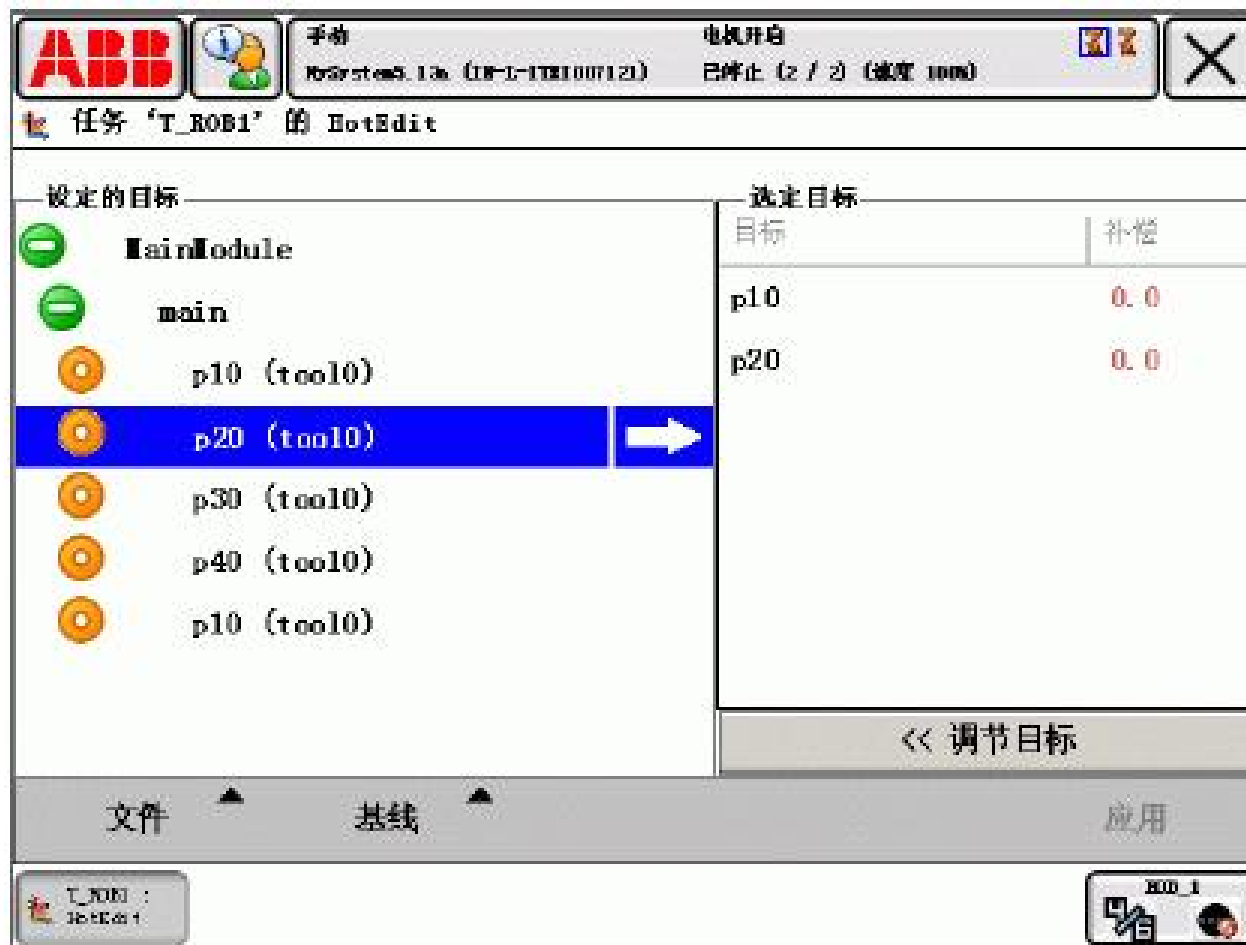 ABB
手动
电机开启
已停止 (2 / 2) (速度 100%)
任务 'T_ROB1' 的 HotEdit
设定的目标
MainModule
main
p10 (tool0)
p20 (tool0)
p30 (tool0)
p40 (tool0)
p10 (tool0)
选定目标
目标 补偿
p10 0.0
p20 0.0
<< 调节目标
文件 基线 应用
T_ROB1 :
HotEdit
ROB_1